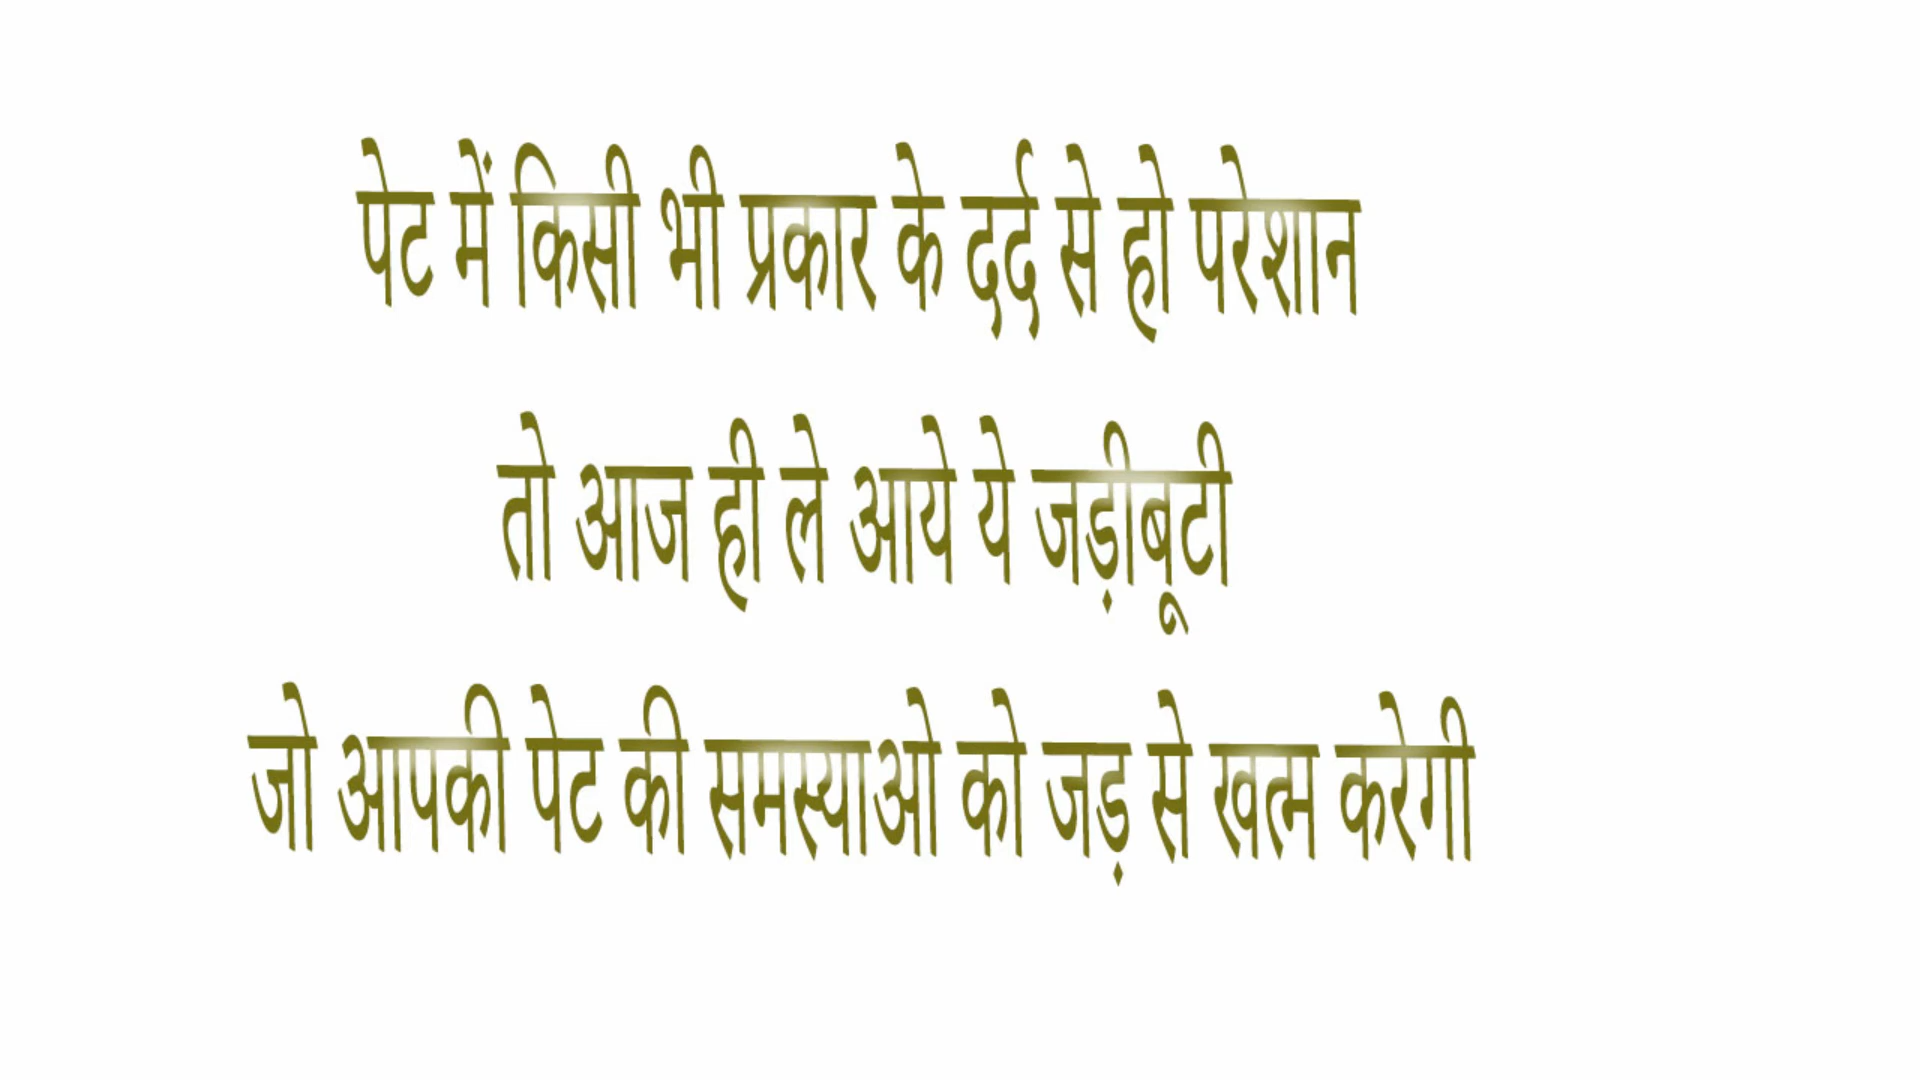 पेट में किसी भी प्रकार के दर्द से हो परेशान
तो आज ही ले आये ये जड़ीबूटी
जो आपकी पेट की समस्याओ को जड़ से खत्म करेगी